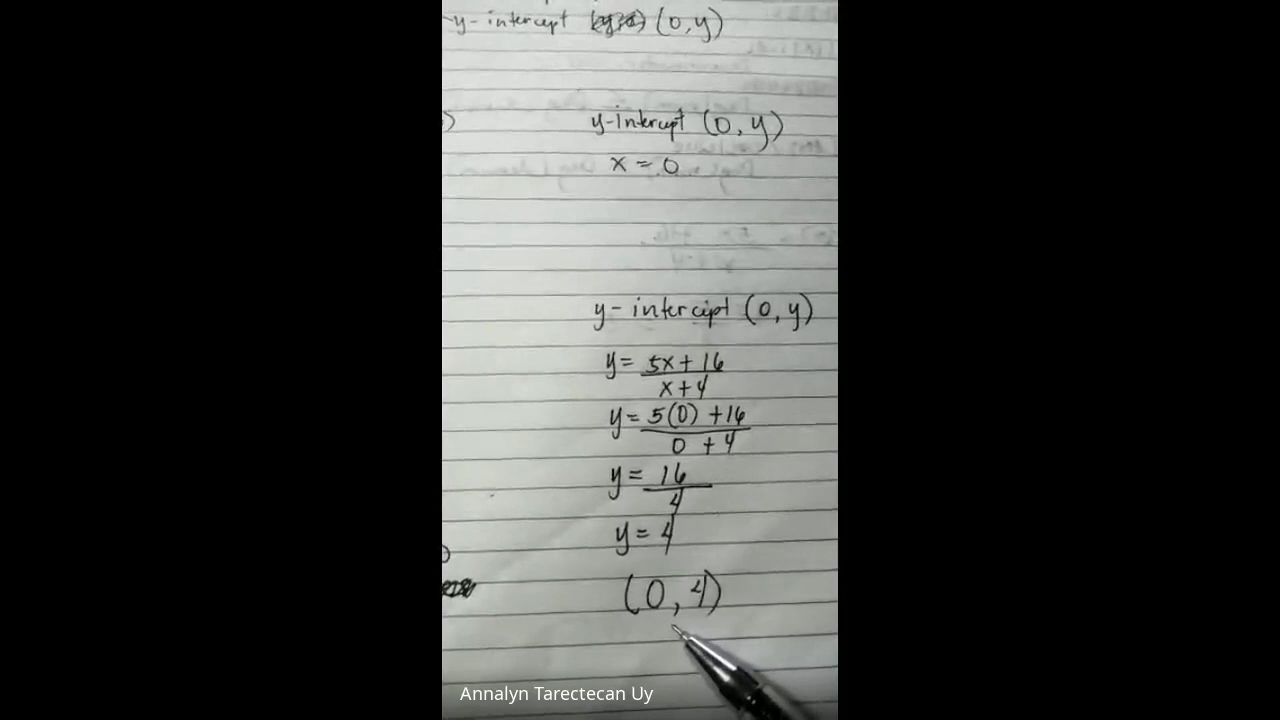 y-intercept (0,y)
y-intercept (0, y)
x = 0
y-intercept (0, y)
y = 5x + 16
x + 4
y = 5(0) + 16
0 + 4
y = 16
4
y = 4
(0, 4)
Annalyn Tarectecan Uy